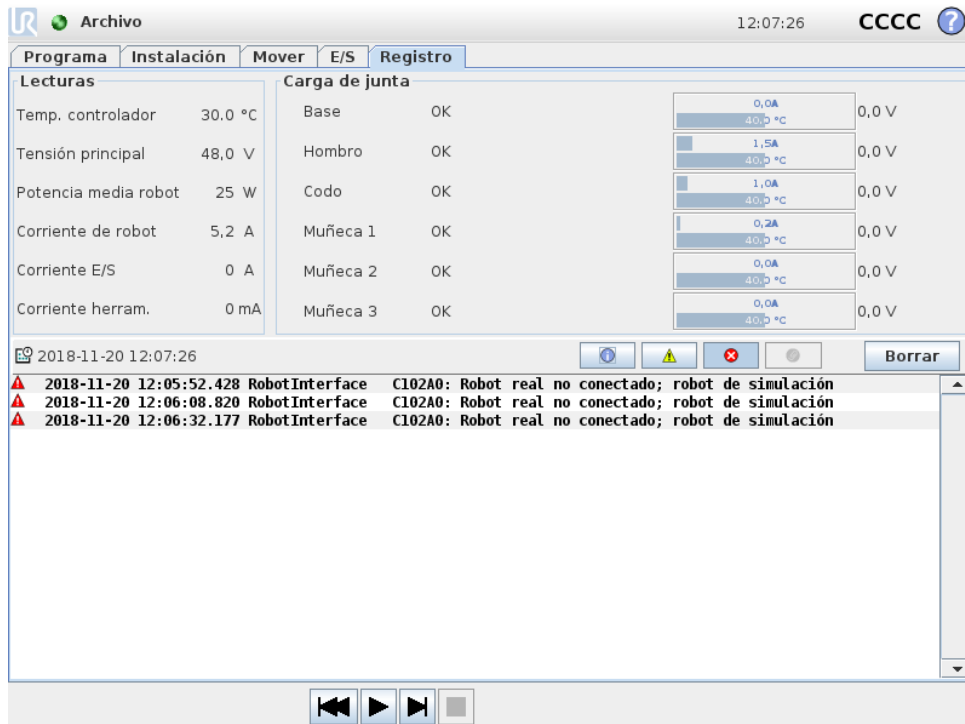 UR Archivo 12:07:26 CCCC ?
Programa Instalación Mover E/S Registro
Lecturas
Temp. controlador 30.0 °C
Tensión principal 48,0 V
Potencia media robot 25 W
Corriente de robot 5,2 A
Corriente E/S 0 A
Corriente herram. 0 mA
Carga de junta
Base OK 0,0A 40.0 °C 0,0 V
Hombro OK 1,5A 40.0 °C 0,0 V
Codo OK 1,0A 40.0 °C 0,0 V
Muñeca 1 OK 0,2A 40.0 °C 0,0 V
Muñeca 2 OK 0,0A 40.0 °C 0,0 V
Muñeca 3 OK 0,0A 40.0 °C 0,0 V
2018-11-20 12:07:26 Borrar
2018-11-20 12:05:52.428 RobotInterface C102A0: Robot real no conectado; robot de simulación
2018-11-20 12:06:08.820 RobotInterface C102A0: Robot real no conectado; robot de simulación
2018-11-20 12:06:32.177 RobotInterface C102A0: Robot real no conectado; robot de simulación